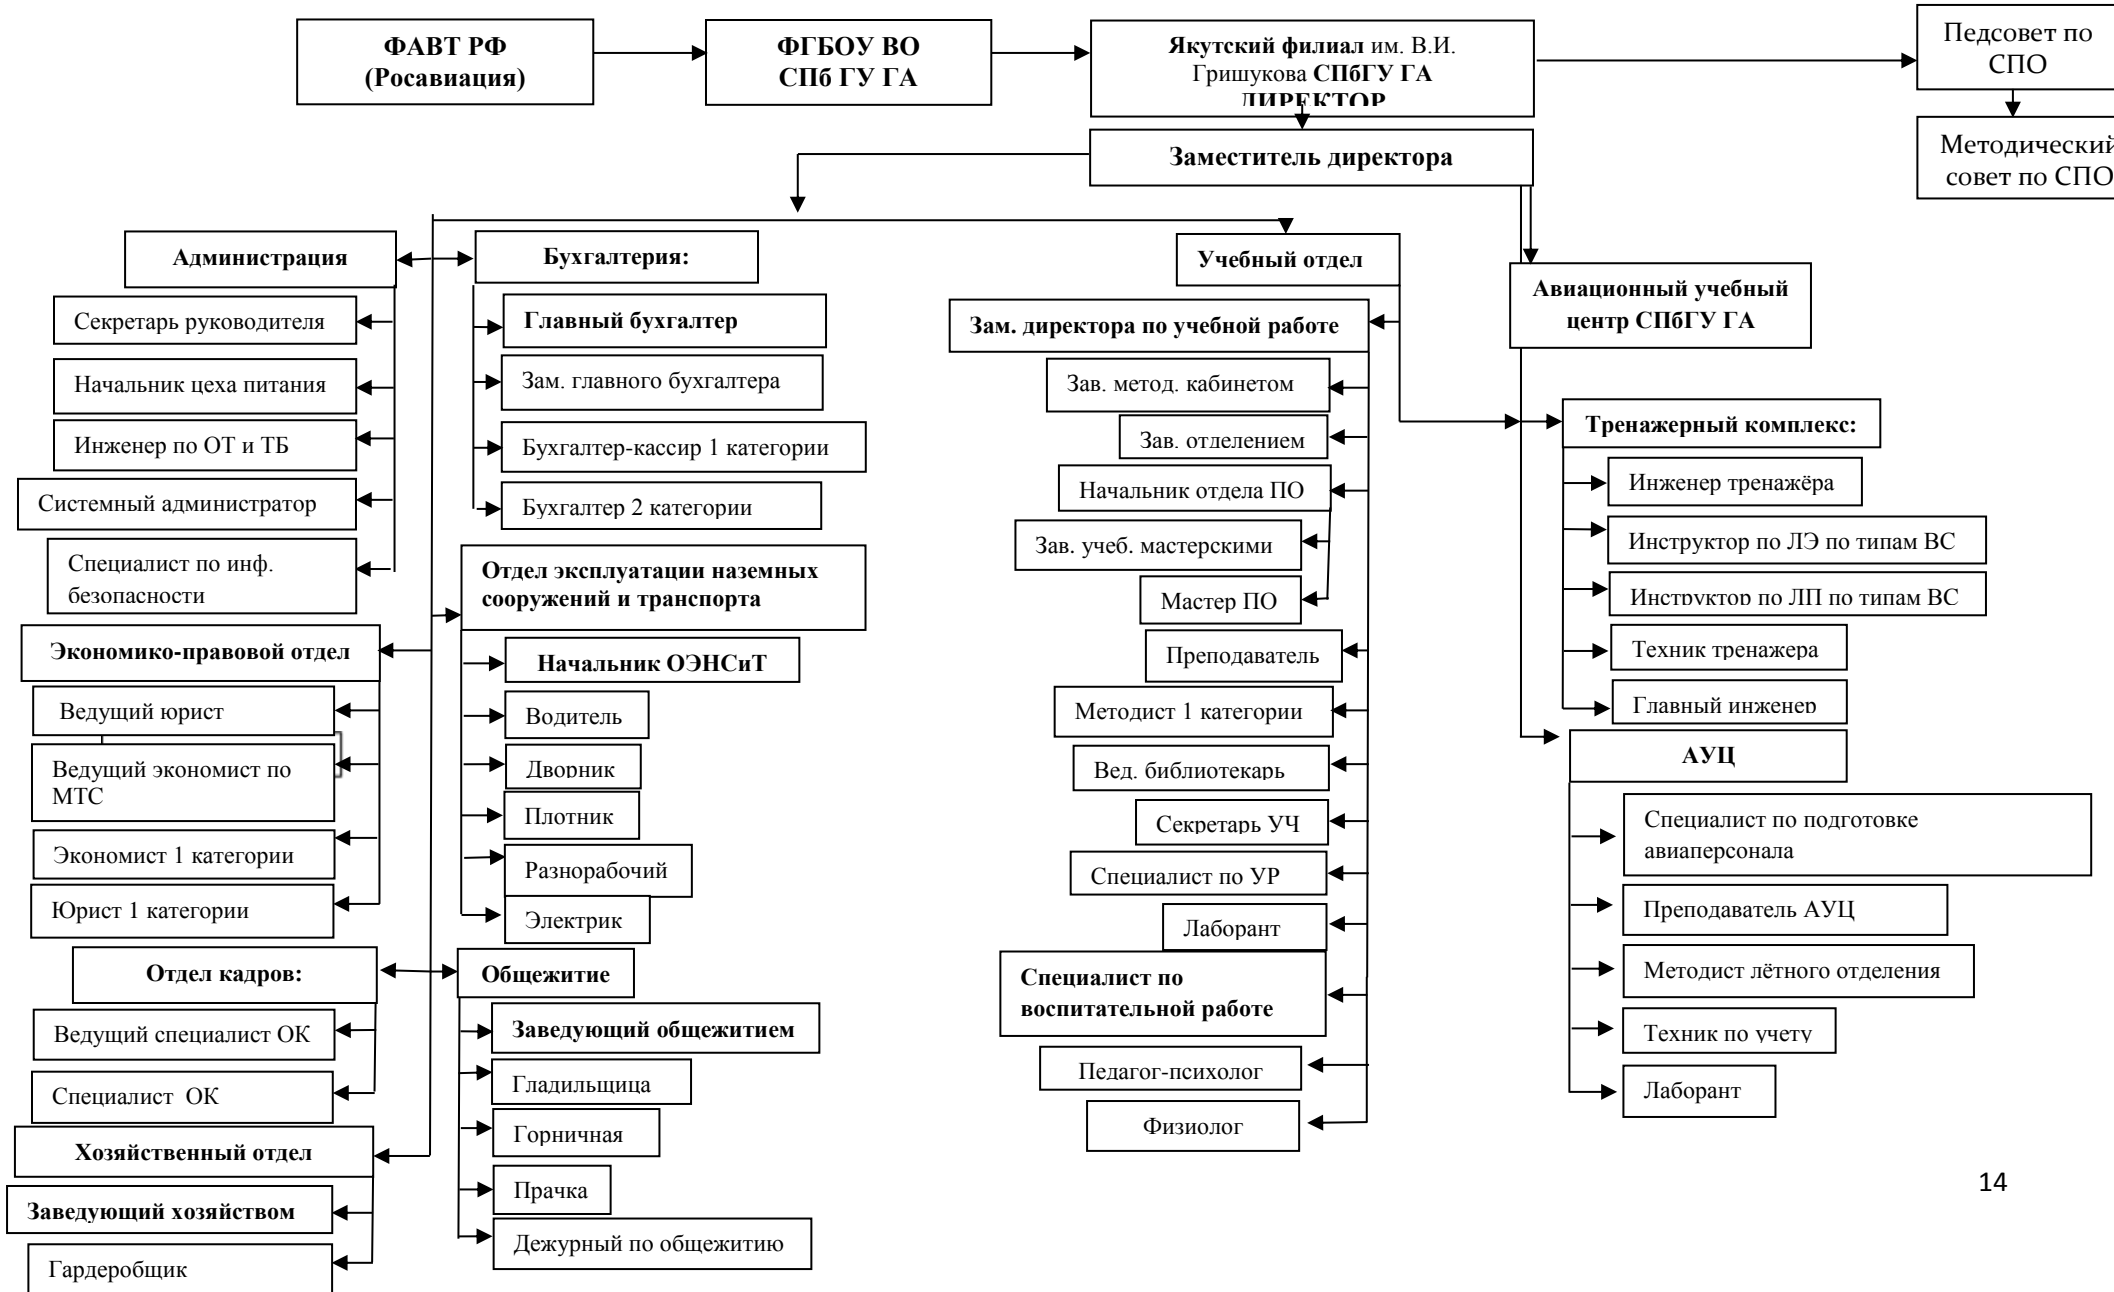 ФАВТ РФ
(Росавиация)
ФГБОУ ВО
СПб ГУ ГА
Якутский филиал им. В.И.
Гришукова СПбГУ ГА
ДИРЕКТОР
Педсовет по
СПО
Методический
совет по СПО
Заместитель директора
Администрация
Секретарь руководителя
Начальник цеха питания
Инженер по ОТ и ТБ
Системный администратор
Специалист по инф.
безопасности
Экономико-правовой отдел
Ведущий юрист
Ведущий экономист по
МТС
Экономист 1 категории
Юрист 1 категории
Отдел кадров:
Ведущий специалист ОК
Специалист  ОК
Хозяйственный отдел
Заведующий хозяйством
Гардеробщик
Бухгалтерия:
Главный бухгалтер
Зам. главного бухгалтера
Бухгалтер-кассир 1 категории
Бухгалтер 2 категории
Отдел эксплуатации наземных
сооружений и транспорта
Начальник ОЭНСиТ
Водитель
Дворник
Плотник
Разнорабочий
Электрик
Общежитие
Заведующий общежитием
Гладильщица
Горничная
Прачка
Дежурный по общежитию
Учебный отдел
Зам. директора по учебной работе
Зав. метод. кабинетом
Зав. отделением
Начальник отдела ПО
Зав. учеб. мастерскими
Мастер ПО
Преподаватель
Методист 1 категории
Вед. библиотекарь
Секретарь УЧ
Специалист по УР
Лаборант
Специалист по
воспитательной работе
Педагог-психолог
Физиолог
Авиационный учебный
центр СПбГУ ГА
Тренажерный комплекс:
Инженер тренажёра
Инструктор по ЛЭ по типам ВС
Инструктор по ЛП по типам ВС
Техник тренажера
Главный инженер
АУЦ
Специалист по подготовке
авиаперсонала
Преподаватель АУЦ
Методист лётного отделения
Техник по учету
Лаборант
14